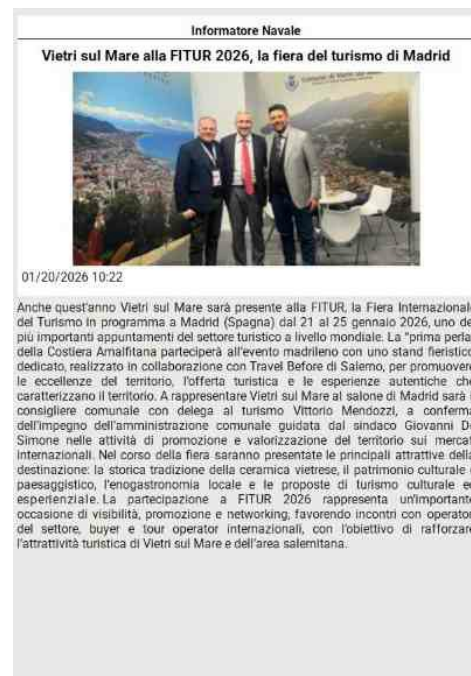 Informatore Navale
Vietri sul Mare alla FITUR 2026, la fiera del turismo di Madrid
Comune di Vietri sul Mare
01/20/2026 10:22
Anche quest'anno Vietri sul Mare sarà presente alla FITUR, la Fiera Internazionale
del Turismo in programma a Madrid (Spagna) dal 21 al 25 gennaio 2026, uno dei
più importanti appuntamenti del settore turistico a livello mondiale. La "prima perla"
della Costiera Amalfitana parteciperà all'evento madrileno con uno stand fieristico
dedicato, realizzato in collaborazione con Travel Before di Salerno, per promuovere
le eccellenze del territorio, l'offerta turistica e le esperienze autentiche che
caratterizzano il territorio. A rappresentare Vietri sul Mare al salone di Madrid sarà
consigliere comunale con delega al turismo Vittorio Mendozzi, a conferma
dell'impegno dell'amministrazione comunale guidata dal sindaco Giovanni De
Simone nelle attività di promozione e valorizzazione del territorio sui mercati
internazionali. Nel corso della fiera saranno presentate le principali attrattive della
destinazione: la storica tradizione della ceramica vietrese, il patrimonio culturale e
paesaggistico, l'enogastronomia locale e le proposte di turismo culturale ed
esperienziale. La partecipazione a FITUR 2026 rappresenta un'importante
occasione di visibilità, promozione e networking, favorendo incontri con operatori
del settore, buyer e tour operator internazionali, con l'obiettivo di rafforzare
l'attrattività turistica di Vietri sul Mare e dell'area salernitana.